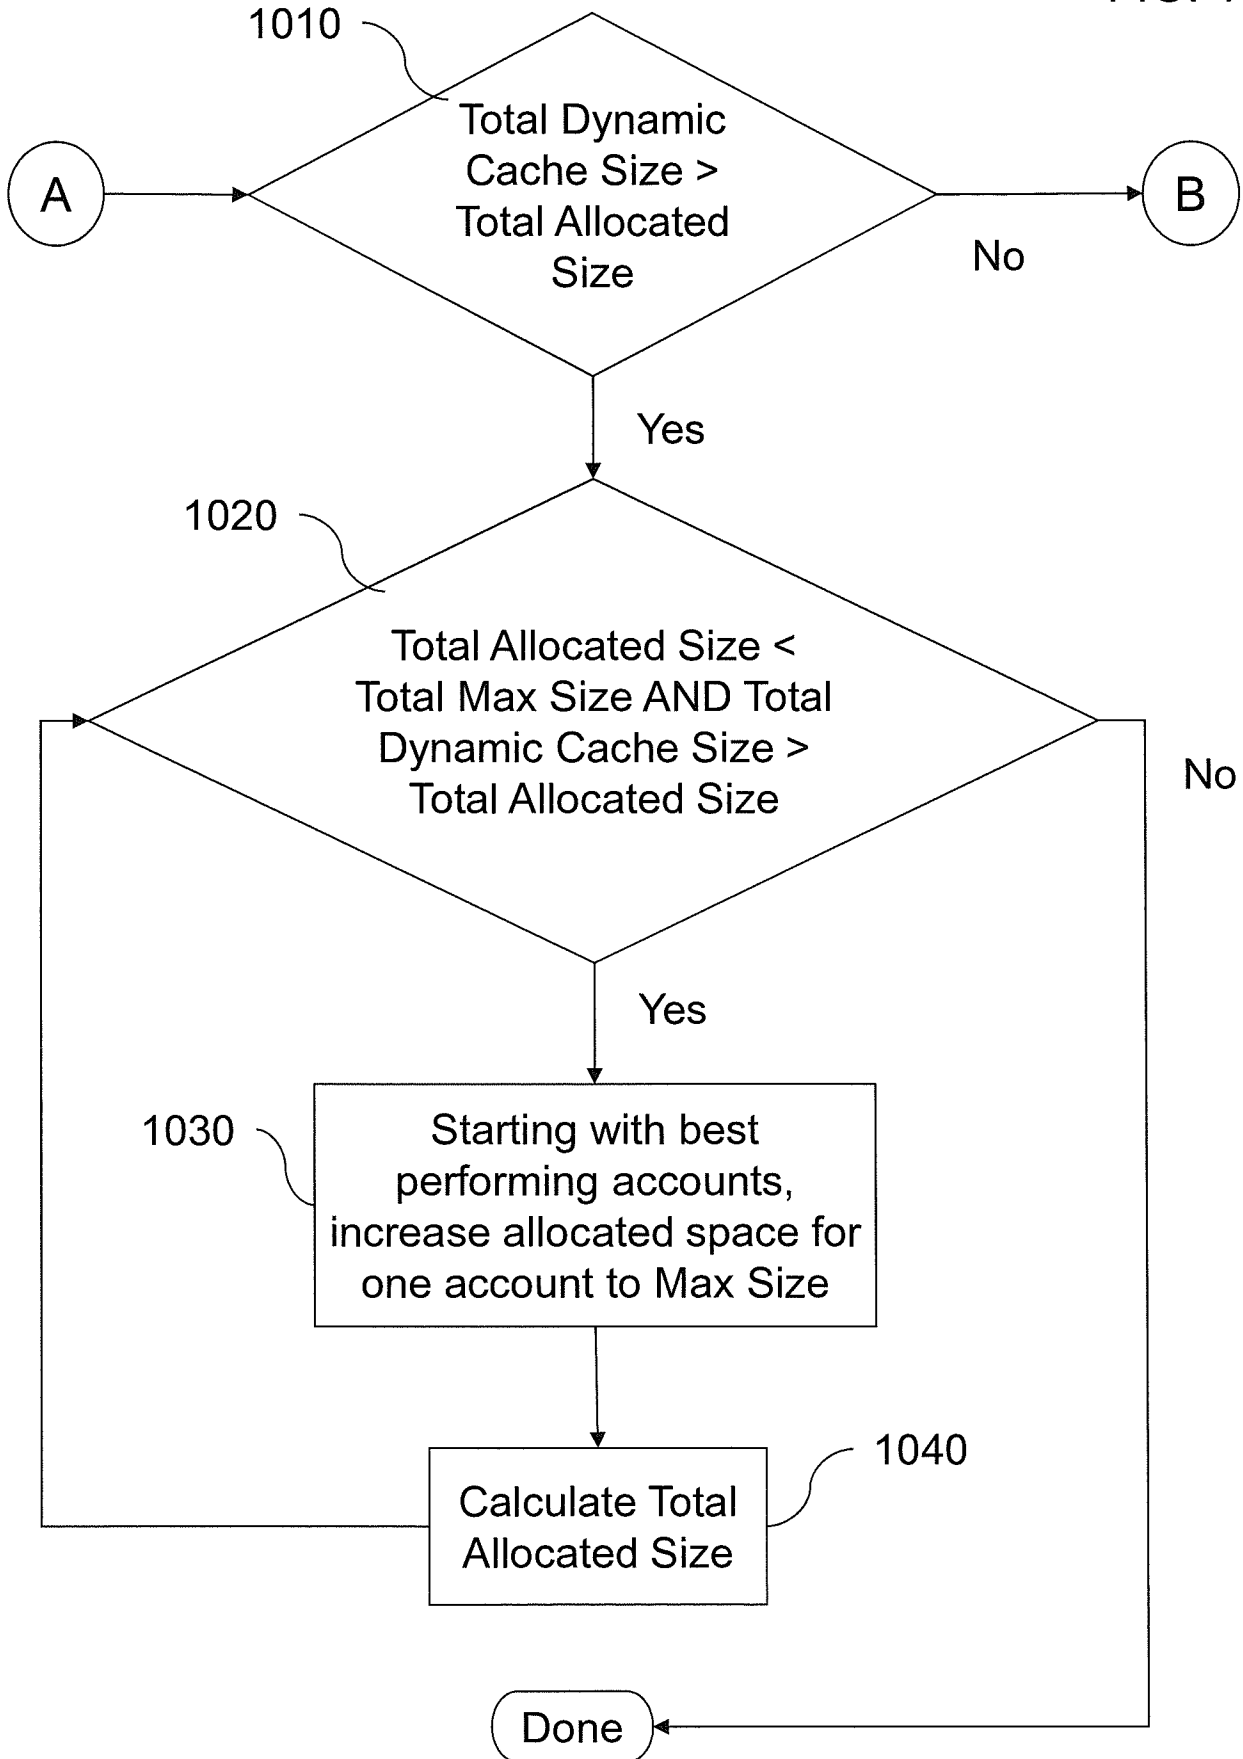 1010
Total Dynamic
Cache Size >
Total Allocated
Size
A
B
No
Yes
1020
Total Allocated Size <
Total Max Size AND Total
Dynamic Cache Size >
Total Allocated Size
No
Yes
1030
Starting with best
performing accounts,
increase allocated space for
one account to Max Size
1040
Calculate Total
Allocated Size
Done